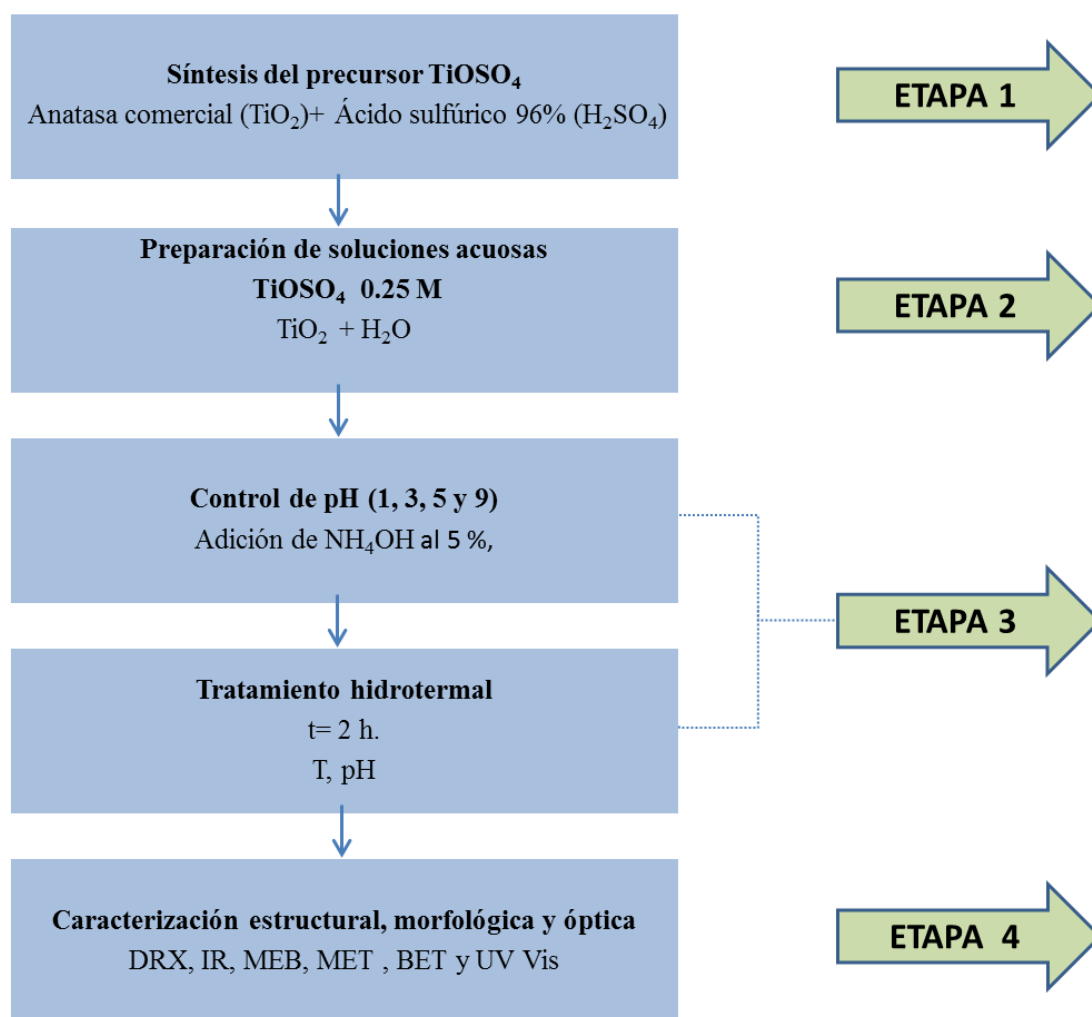 Síntesis del precursor TiOSO₄
Anatasa comercial (TiO₂)+ Ácido sulfúrico 96% (H₂SO₄)
ETAPA 1
Preparación de soluciones acuosas
TiOSO₄ 0.25 M
TiO₂ + H₂O
ETAPA 2
Control de pH (1, 3, 5 y 9)
Adición de NH₄OH al 5 %,
Tratamiento hidrotermal
t= 2 h.
T, pH
ETAPA 3
Caracterización estructural, morfológica y óptica
DRX, IR, MEB, MET , BET y UV Vis
ETAPA 4